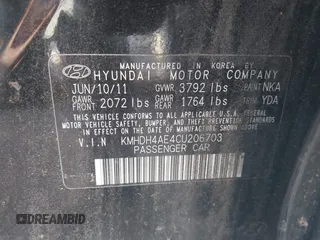 MANUFACTURED IN KOREA BY
HYUNDAI MOTOR COMPANY
JUN/10/11 GVWR 3792 lbs PAINT NKA
GAWR FRONT 2072 lbs GAWR REAR 1764 lbs TRIM YDA
THIS VEHICLE CONFORMS TO ALL APPLICABLE
U.S. FEDERAL MOTOR VEHICLE SAFETY,
BUMPER, AND THEFT PREVENTION
STANDARDS IN EFFECT ON THE DATE OF
MANUFACTURE SHOWN ABOVE.
V.I.N KMHDH4AE4CU206703
PASSENGER CAR
DREAMBID